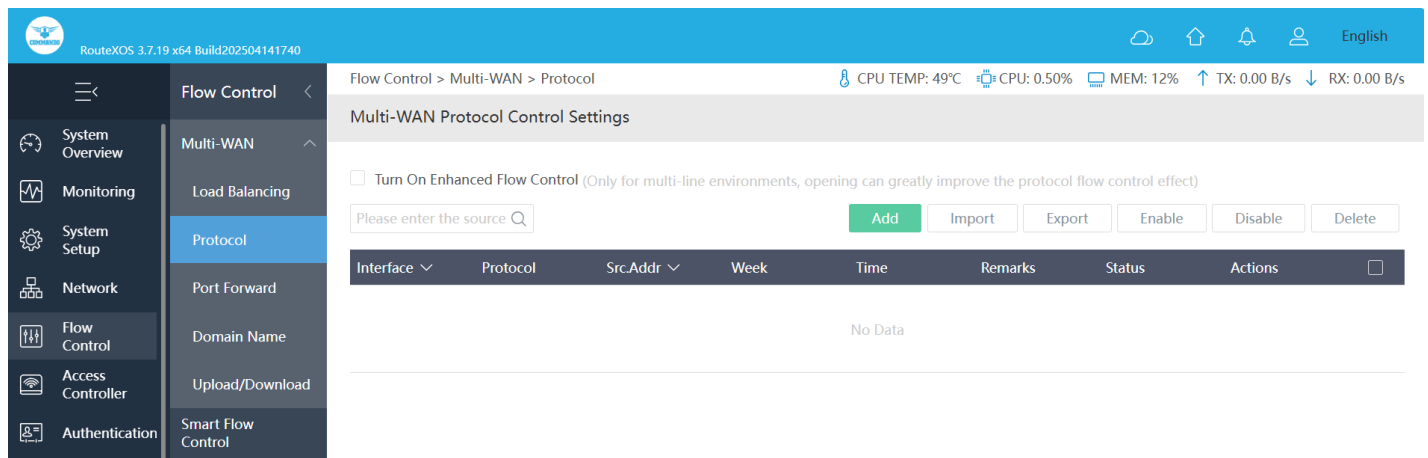 COMMANDO
RouteXOS 3.7.19 x64 Build202504141740
English
Flow Control
Flow Control > Multi-WAN > Protocol
CPU TEMP: 49℃
CPU: 0.50%
MEM: 12%
TX: 0.00 B/s
RX: 0.00 B/s
Multi-WAN Protocol Control Settings
System
Overview
Monitoring
System
Setup
Network
Flow
Control
Access
Controller
Authentication
Multi-WAN
Load Balancing
Protocol
Port Forward
Domain Name
Upload/Download
Smart Flow
Control
Turn On Enhanced Flow Control (Only for multi-line environments, opening can greatly improve the protocol flow control effect)
Please enter the source
Add
Import
Export
Enable
Disable
Delete
Interface
Protocol
Src.Addr
Week
Time
Remarks
Status
Actions
No Data